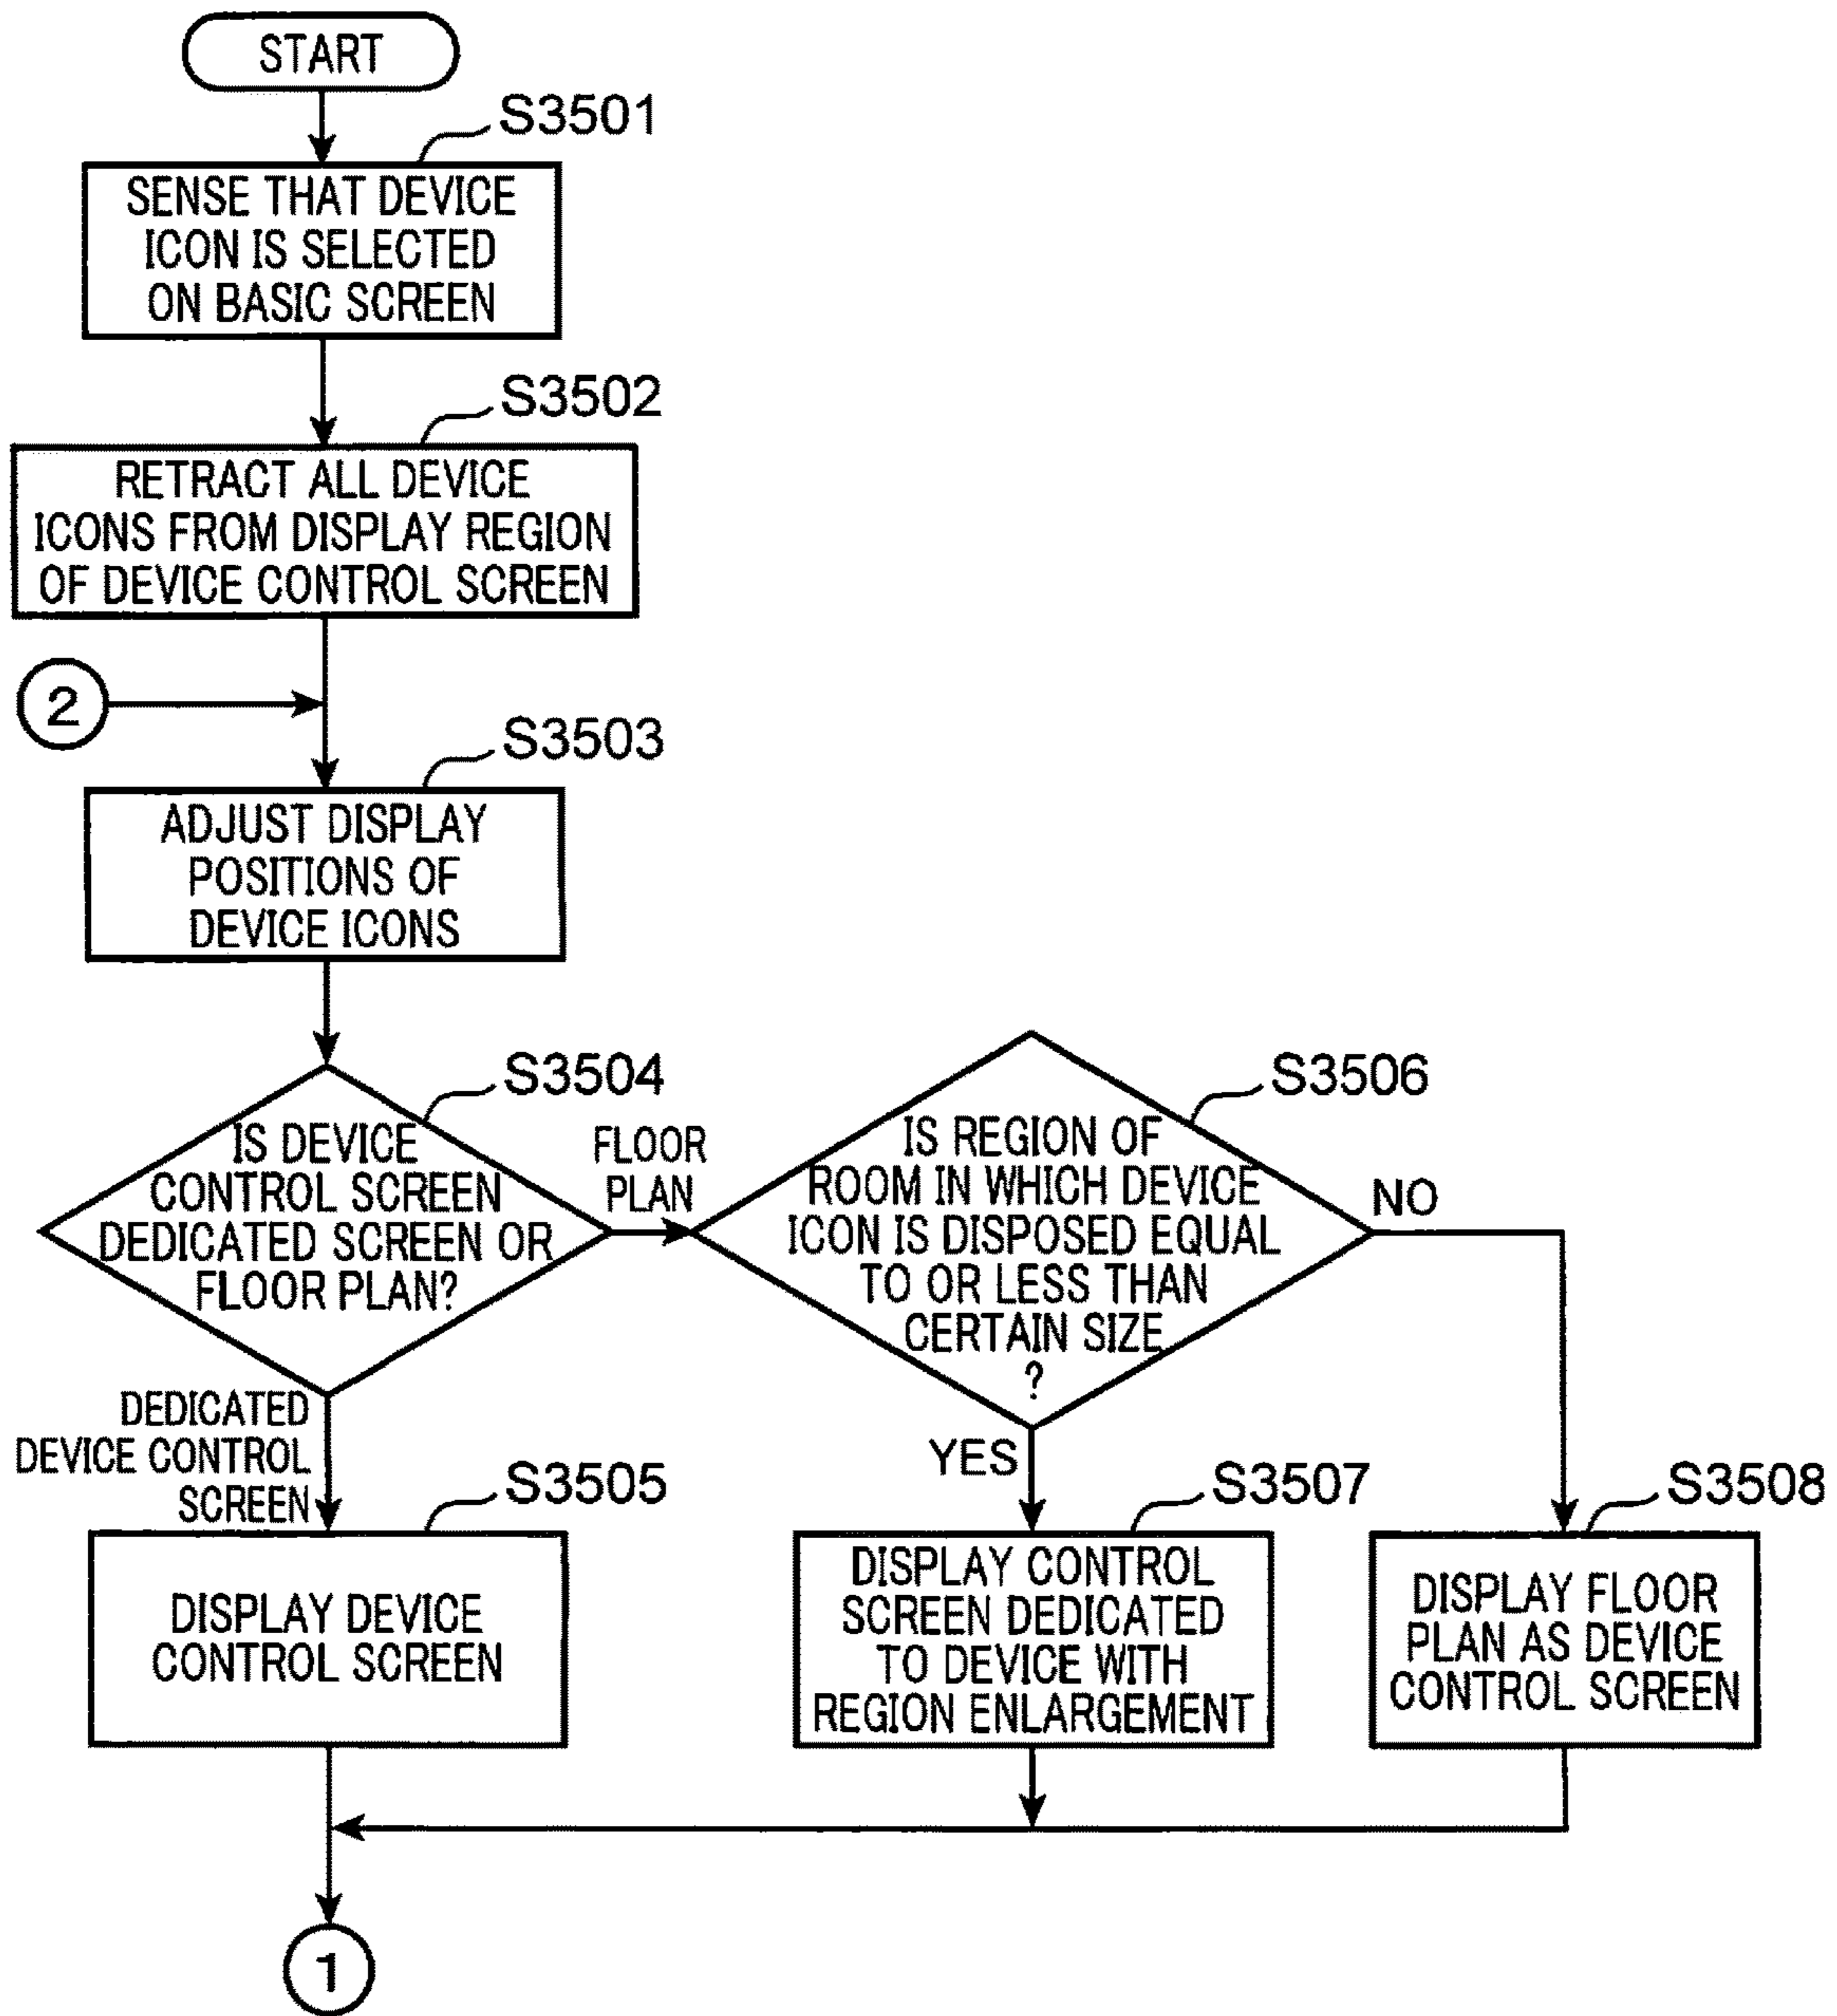 START
S3501
SENSE THAT DEVICE
ICON IS SELECTED
ON BASIC SCREEN
S3502
RETRACT ALL DEVICE
ICONS FROM DISPLAY REGION
OF DEVICE CONTROL SCREEN
2
S3503
ADJUST DISPLAY
POSITIONS OF
DEVICE ICONS
S3504
IS DEVICE
CONTROL SCREEN
DEDICATED SCREEN OR
FLOOR PLAN?
FLOOR
PLAN
S3506
IS REGION OF
ROOM IN WHICH DEVICE
ICON IS DISPOSED EQUAL
TO OR LESS THAN
CERTAIN SIZE
?
NO
DEDICATED
DEVICE CONTROL
SCREEN
YES
S3505
DISPLAY DEVICE
CONTROL SCREEN
S3507
DISPLAY CONTROL
SCREEN DEDICATED
TO DEVICE WITH
REGION ENLARGEMENT
S3508
DISPLAY FLOOR
PLAN AS DEVICE
CONTROL SCREEN
1